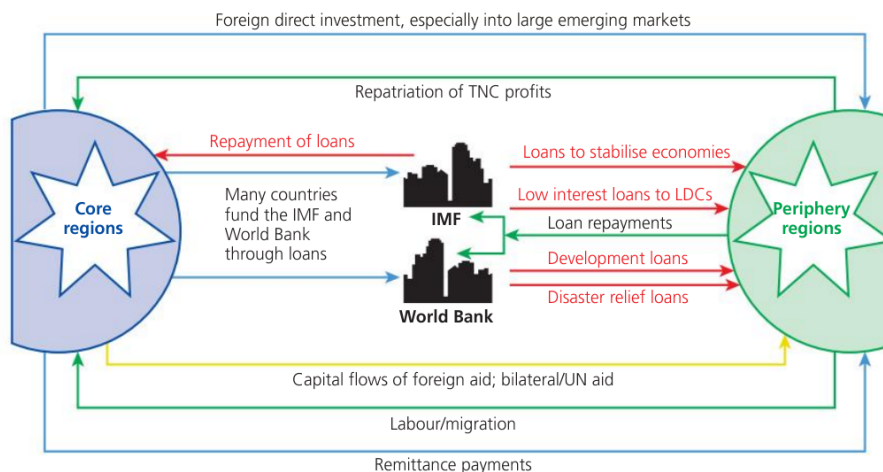 Foreign direct investment, especially into large emerging markets
Repatriation of TNC profits
Repayment of loans
Loans to stabilise economies
Many countries
fund the IMF and
World Bank
through loans
Core
regions
IMF
Low interest loans to LDCs
Periphery
regions
Loan repayments
Development loans
World Bank
Disaster relief loans
Capital flows of foreign aid; bilateral/UN aid
Labour/migration
Remittance payments